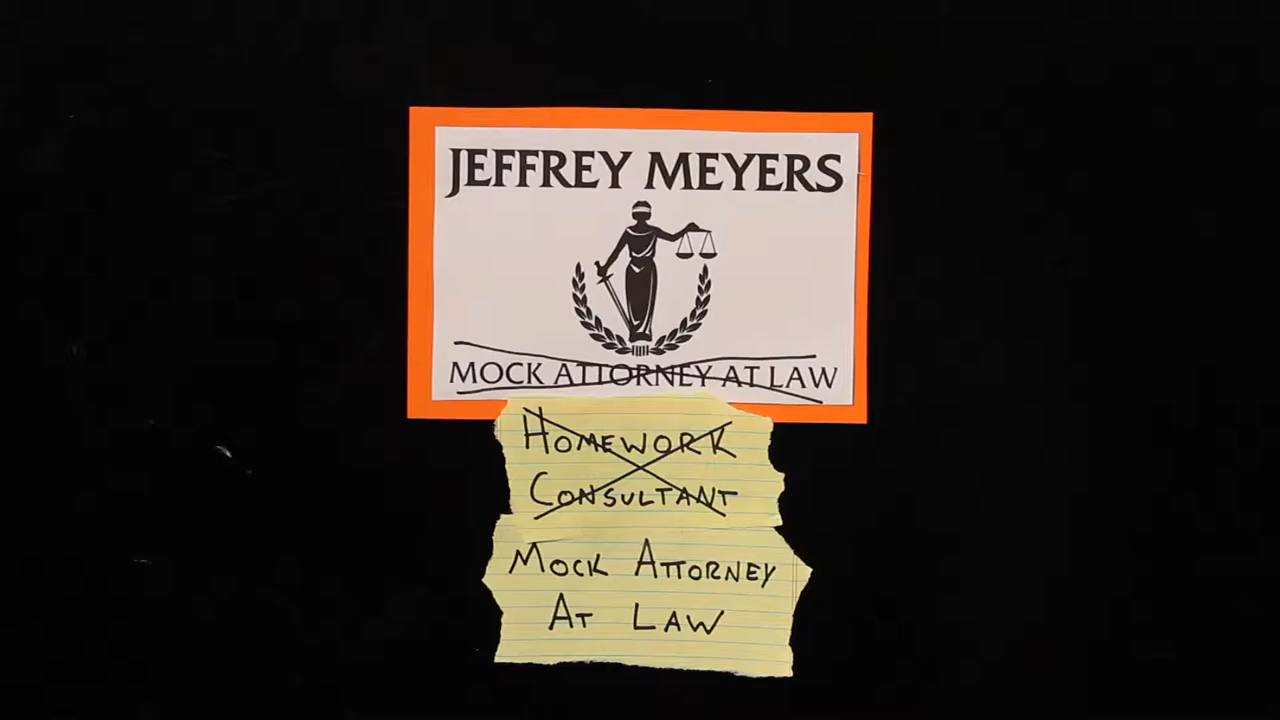 JEFFREY MEYERS
MOCK ATTORNEY AT LAW
HOMEWORK
CONSULTANT
MOCK ATTORNEY
AT LAW